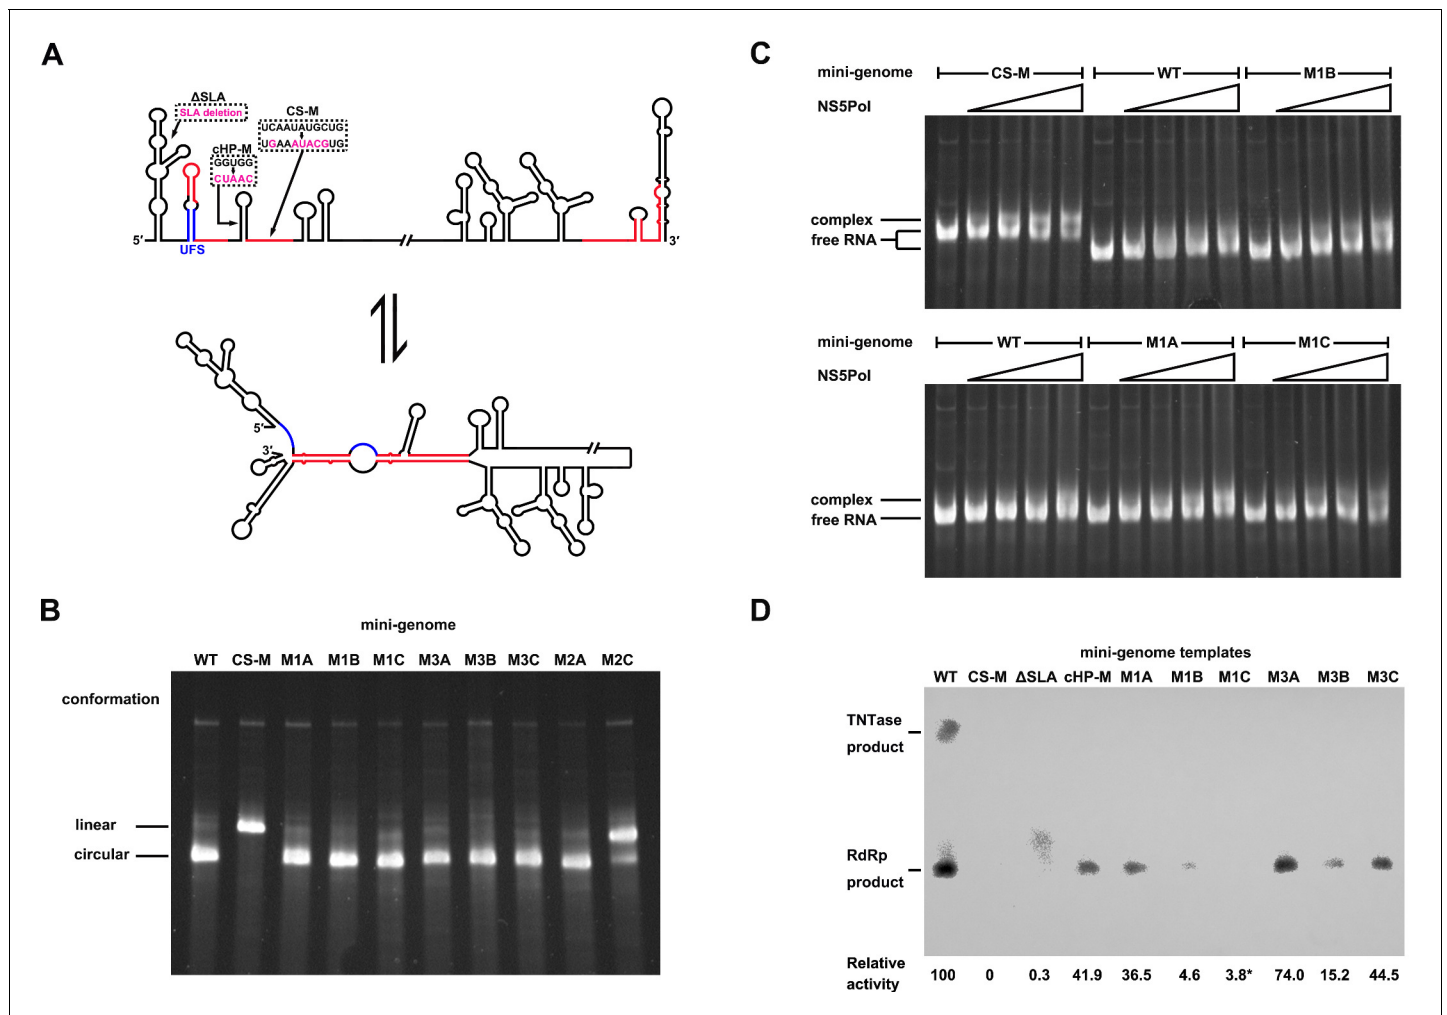 A
ΔSLA
SLA deletion
cHP-M
GGUGG
CUAAC
CS-M
UCAAUAUGCUG
UGAAAUACGUG
5′
UFS
3′
5′
3′
B
mini-genome
WT CS-M M1A M1B M1C M3A M3B M3C M2A M2C
conformation
linear
circular
C
mini-genome CS-M WT M1B
NS5Pol
complex
free RNA
mini-genome WT M1A M1C
NS5Pol
complex
free RNA
D
mini-genome templates
WT CS-M ΔSLA cHP-M M1A M1B M1C M3A M3B M3C
TNTase
product
RdRp
product
Relative
activity
100 0 0.3 41.9 36.5 4.6 3.8* 74.0 15.2 44.5